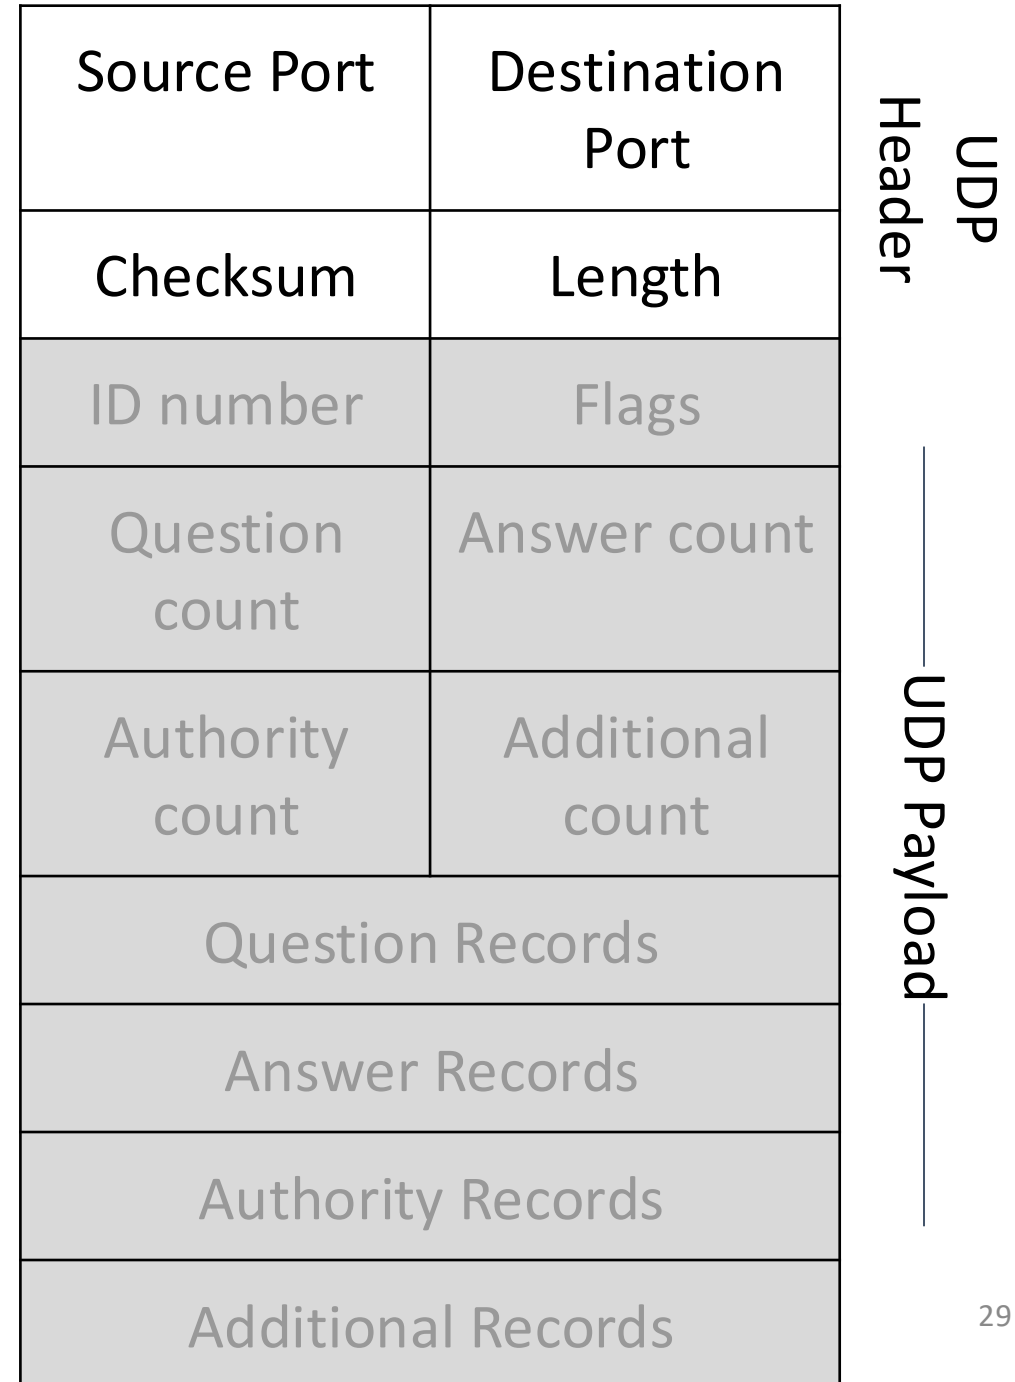 Source Port
Destination
Port
UDP
Header
Checksum
Length
ID number
Flags
Question
count
Answer count
Authority
count
Additional
count
UDP Payload
Question Records
Answer Records
Authority Records
Additional Records
29